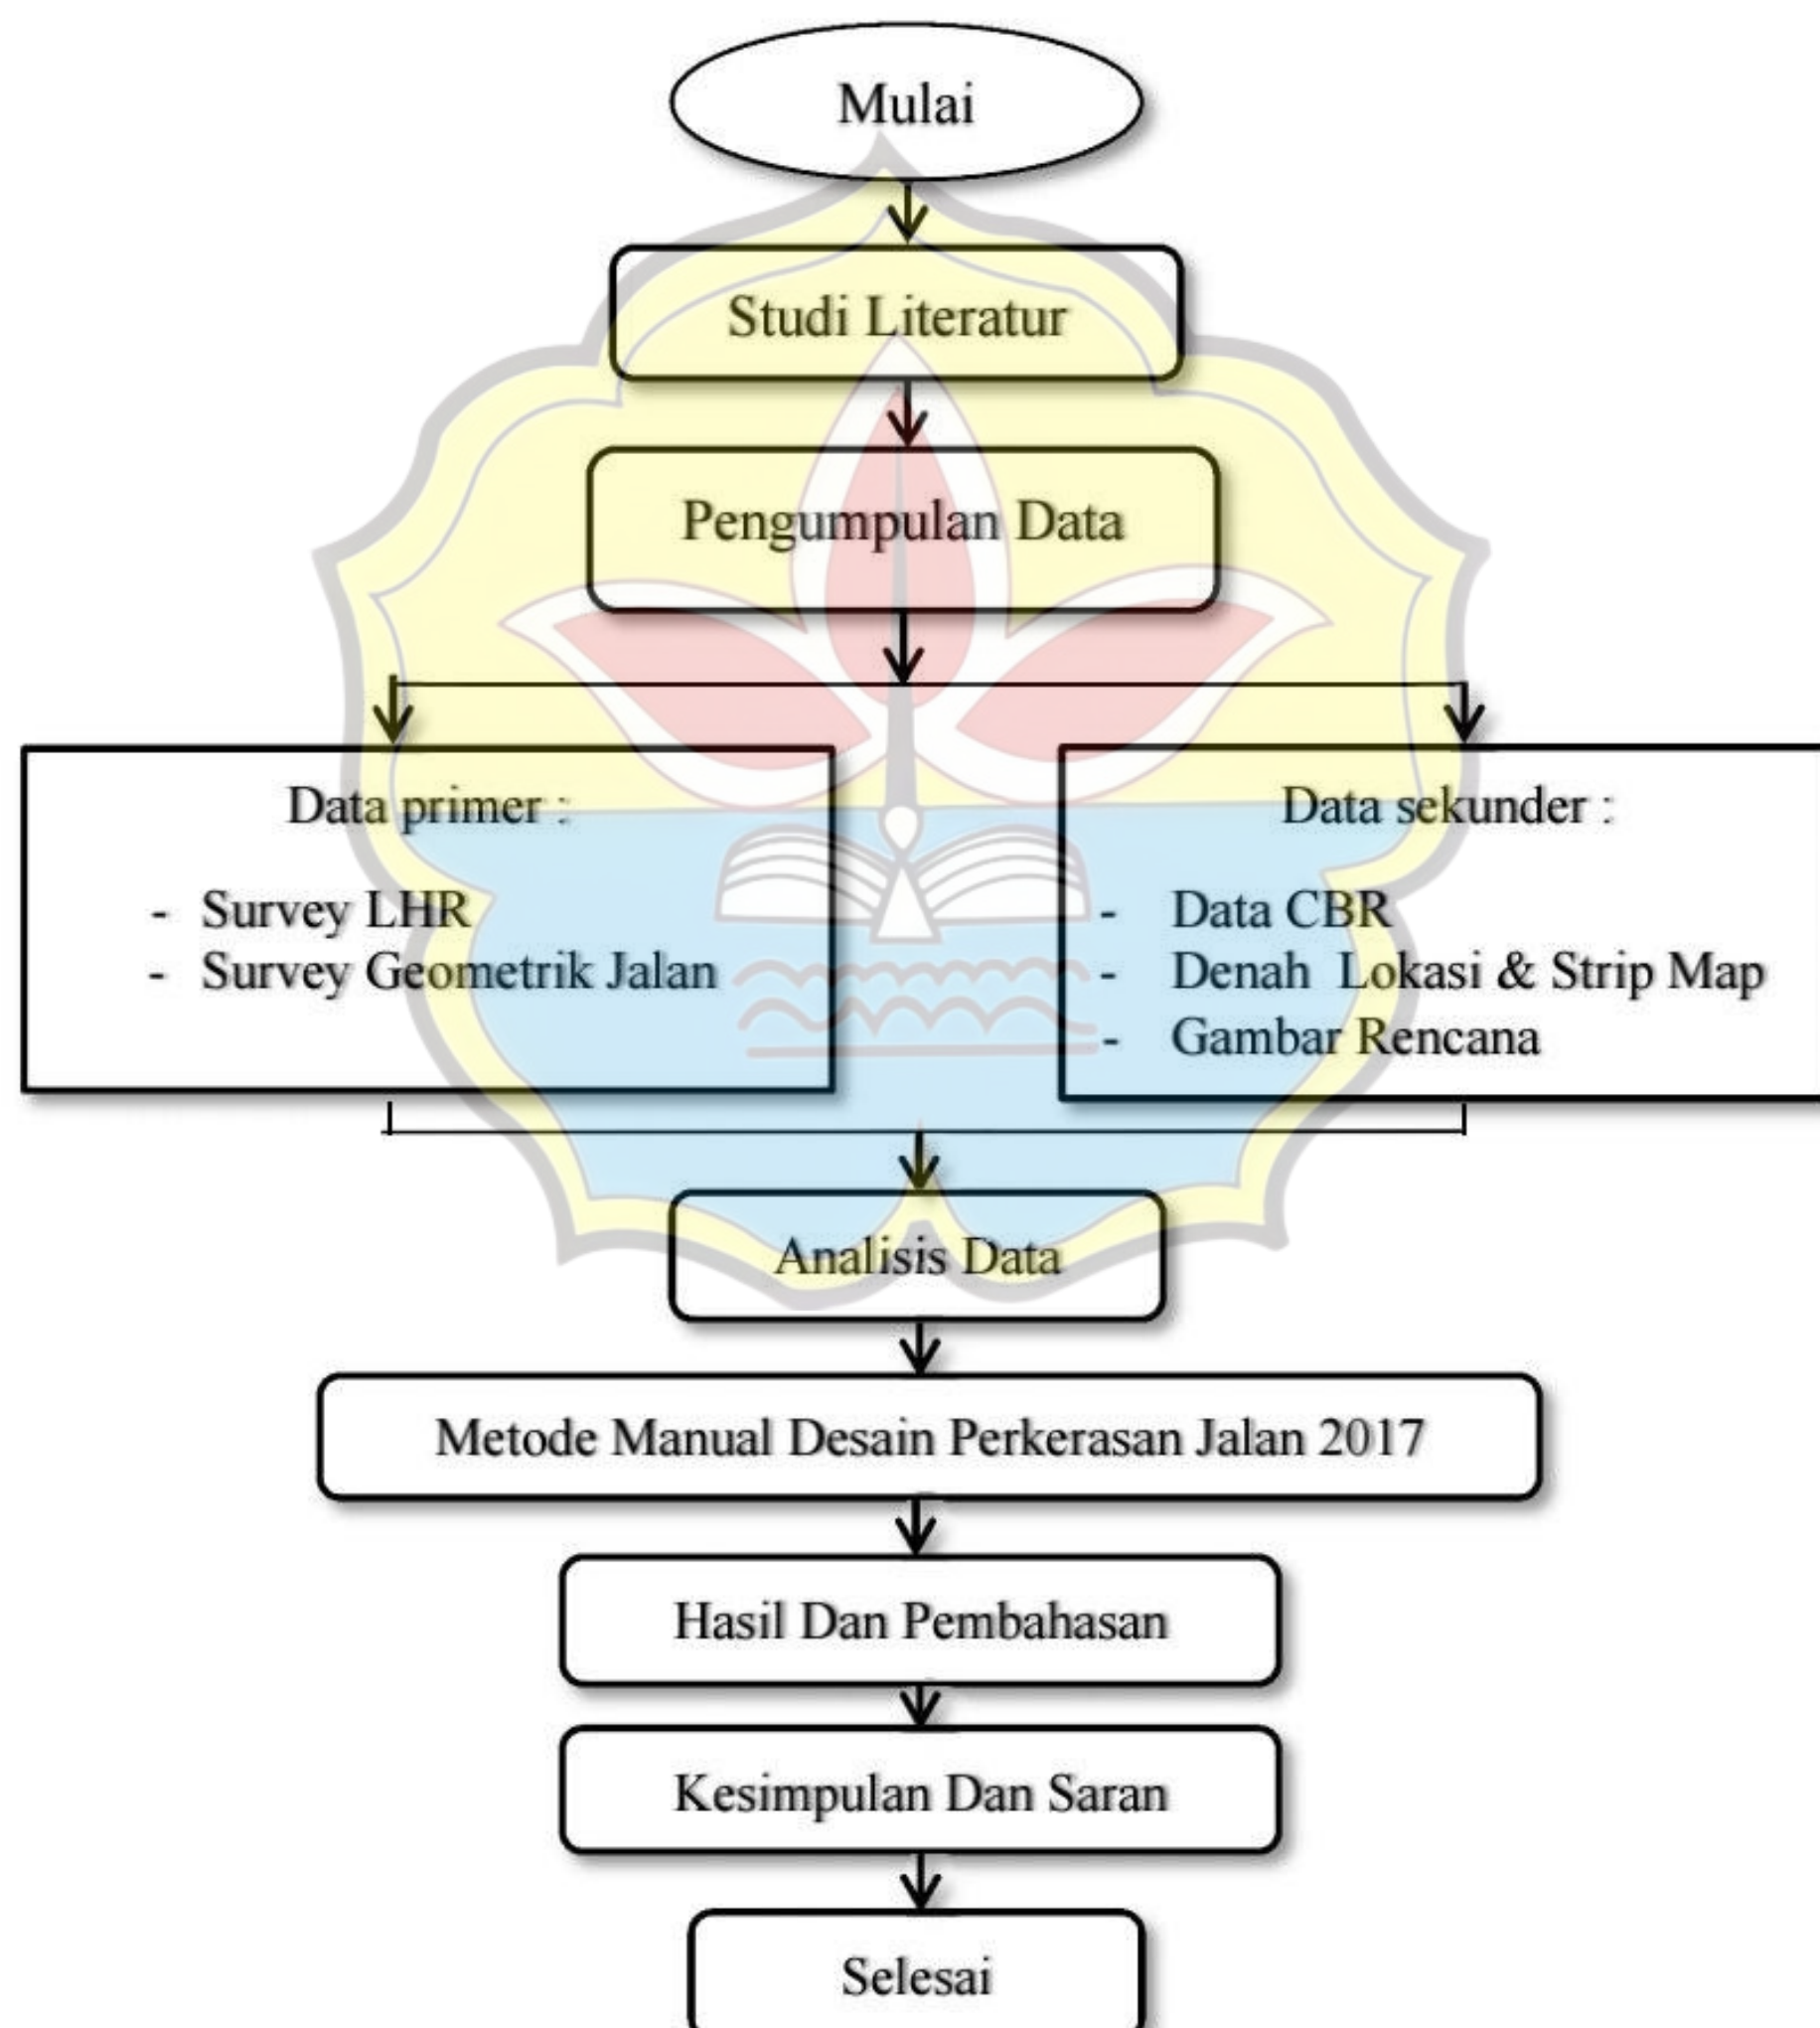 Mulai
Studi Literatur
Pengumpulan Data
Data primer :
- Survey LHR
- Survey Geometrik Jalan
Data sekunder :
- Data CBR
- Denah Lokasi & Strip Map
- Gambar Rencana
Analisis Data
Metode Manual Desain Perkerasan Jalan 2017
Hasil Dan Pembahasan
Kesimpulan Dan Saran
Selesai